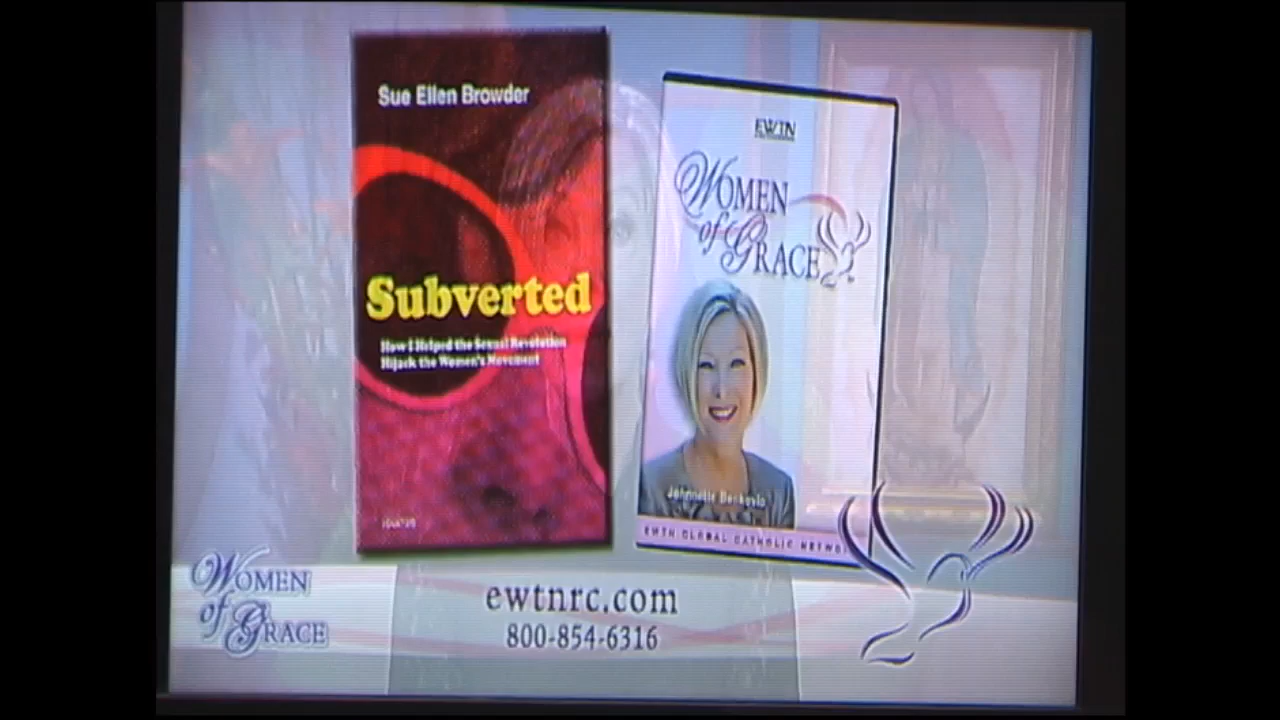 Sue Ellen Browder
Subverted
How I Helped the Sexual Revolution
Hijack the Women's Movement
IGNATIUS
EWTN
WOMEN
of GRACE
Johnnette Benkovic
EWTN GLOBAL CATHOLIC NETWO
WOMEN
of
GRACE
ewtnrc.com
800-854-6316